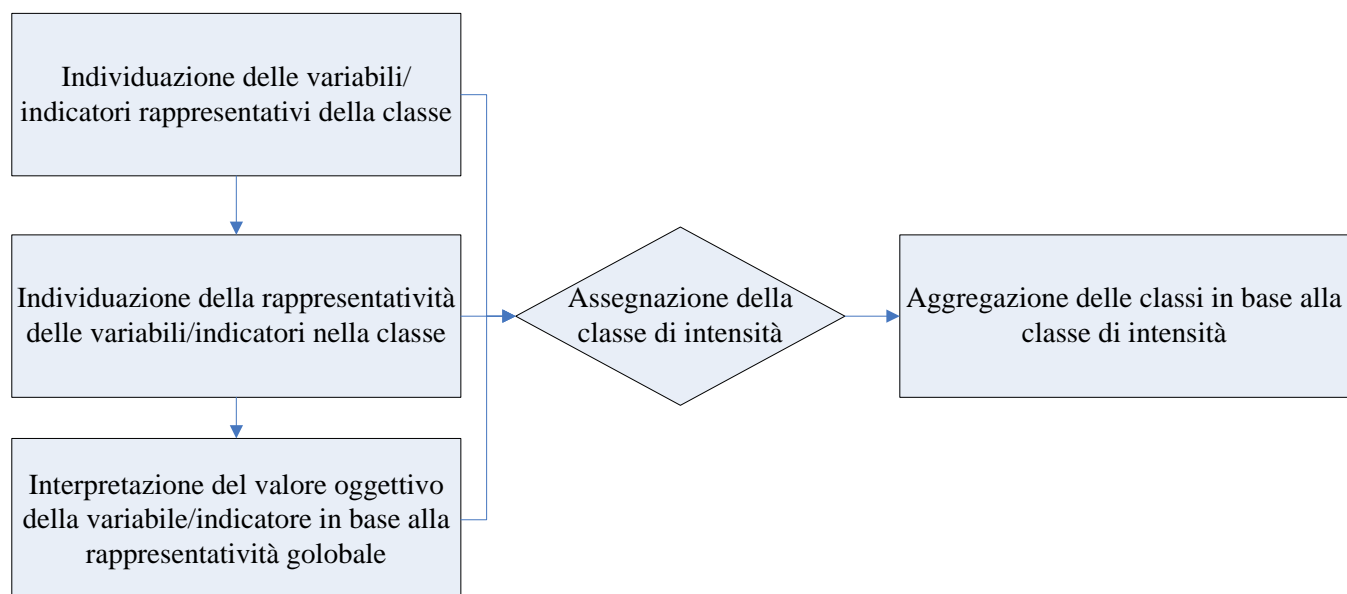 Individuazione delle variabili/
indicatori rappresentativi della classe
Individuazione della rappresentatività
delle variabili/indicatori nella classe
Interpretazione del valore oggettivo
della variabile/indicatore in base alla
rappresentatività golobale
Assegnazione della
classe di intensità
Aggregazione delle classi in base alla
classe di intensità